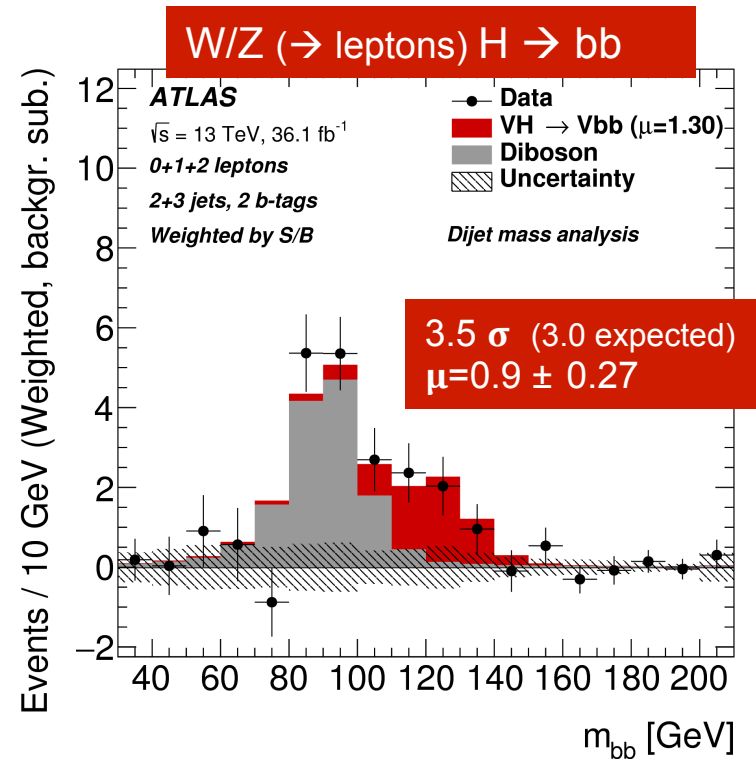 W/Z (→ leptons) H → bb
Events / 10 GeV (Weighted, backgr. sub.)
12
10
8
6
4
2
0
−2
ATLAS
√s = 13 TeV, 36.1 fb⁻¹
0+1+2 leptons
2+3 jets, 2 b-tags
Weighted by S/B
Data
VH → Vbb (μ=1.30)
Diboson
Uncertainty
Dijet mass analysis
3.5 σ (3.0 expected)
μ=0.9 ± 0.27
40 60 80 100 120 140 160 180 200
m_bb [GeV]